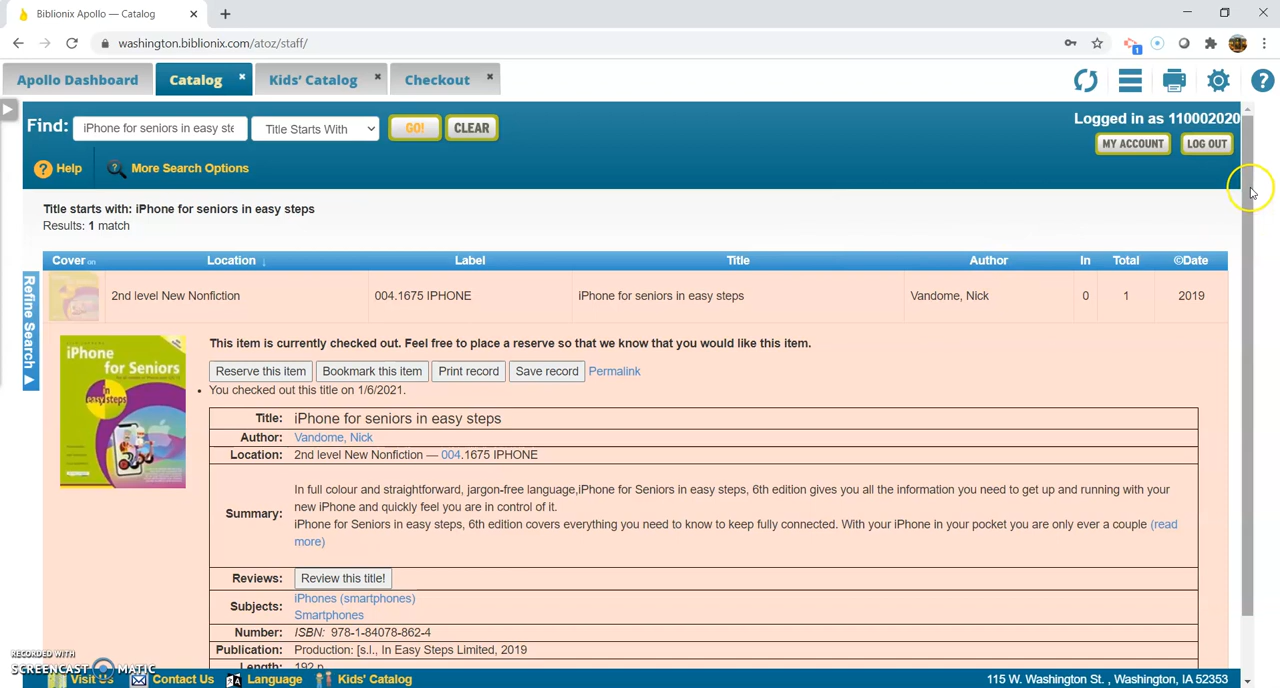 Biblionix Apollo — Catalog
washington.biblionix.com/atoz/staff/
1
Apollo Dashboard
Catalog
Kids' Catalog
Checkout
Find: iPhone for seniors in easy ste Title Starts With GO! CLEAR
Logged in as 110002020
MY ACCOUNT LOG OUT
? Help ? More Search Options
Title starts with: iPhone for seniors in easy steps
Results: 1 match
Refine Search
Cover on Location ↓ Label Title Author In Total ©Date
2nd level New Nonfiction 004.1675 IPHONE iPhone for seniors in easy steps Vandome, Nick 0 1 2019
iPhone
for Seniors
in
easy steps
This item is currently checked out. Feel free to place a reserve so that we know that you would like this item.
Reserve this item Bookmark this item Print record Save record Permalink
• You checked out this title on 1/6/2021.
Title: iPhone for seniors in easy steps
Author: Vandome, Nick
Location: 2nd level New Nonfiction — 004.1675 IPHONE
Summary: In full colour and straightforward, jargon-free language,iPhone for Seniors in easy steps, 6th edition gives you all the information you need to get up and running with your
new iPhone and quickly feel you are in control of it.
iPhone for Seniors in easy steps, 6th edition covers everything you need to know to keep fully connected. With your iPhone in your pocket you are only ever a couple (read
more)
Reviews: Review this title!
Subjects: iPhones (smartphones)
Smartphones
Number: ISBN: 978-1-84078-862-4
Publication: Production: [s.l., In Easy Steps Limited, 2019
Length: 192 p.
RECORDED WITH
SCREENCAST MATIC
Visit Us Contact Us Language Kids' Catalog
115 W. Washington St. , Washington, IA 52353